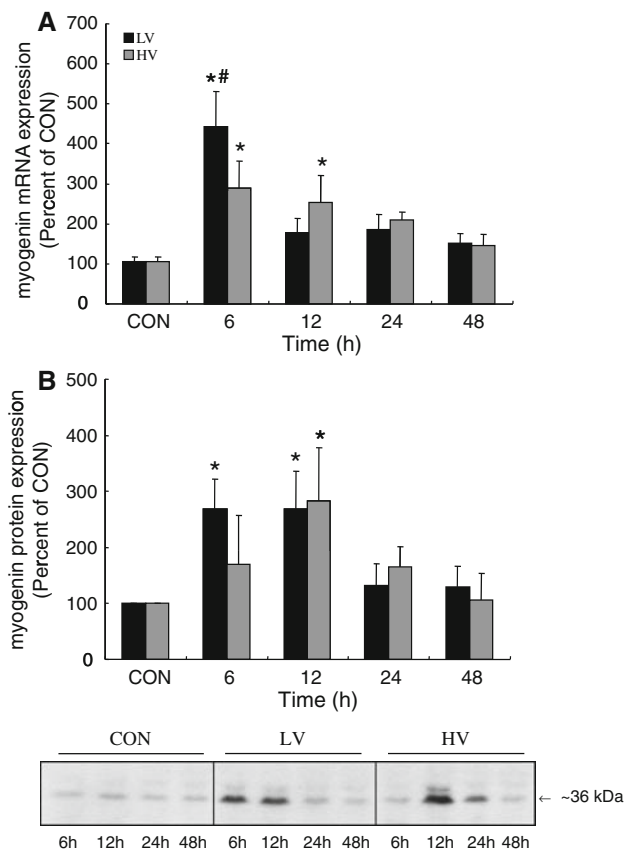 A
myogenin mRNA expression
(Percent of CON)
700
600
500
400
300
200
100
0
LV
HV
*#
*
*
CON 6 12 24 48
Time (h)
B
myogenin protein expression
(Percent of CON)
500
400
300
200
100
0
*
*
*
CON 6 12 24 48
Time (h)
CON LV HV
← ~36 kDa
6h 12h 24h 48h 6h 12h 24h 48h 6h 12h 24h 48h